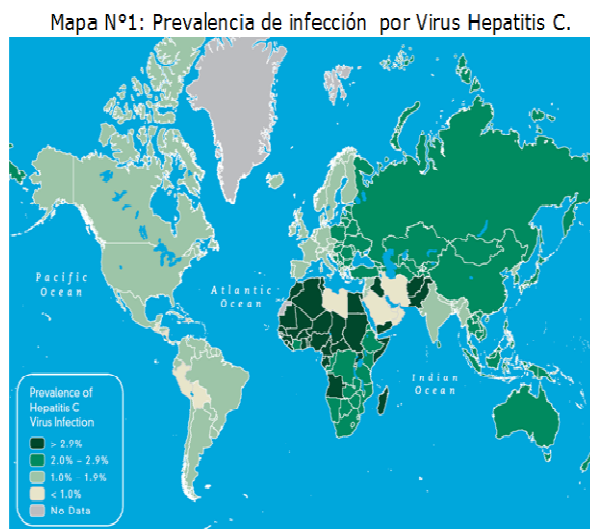 Mapa Nº1: Prevalencia de infección por Virus Hepatitis C.
Pacific
Ocean
Atlantic
Ocean
Indian
Ocean
Prevalence of
Hepatitis C
Virus Infection
> 2.9%
2.0% – 2.9%
1.0% – 1.9%
< 1.0%
No Data